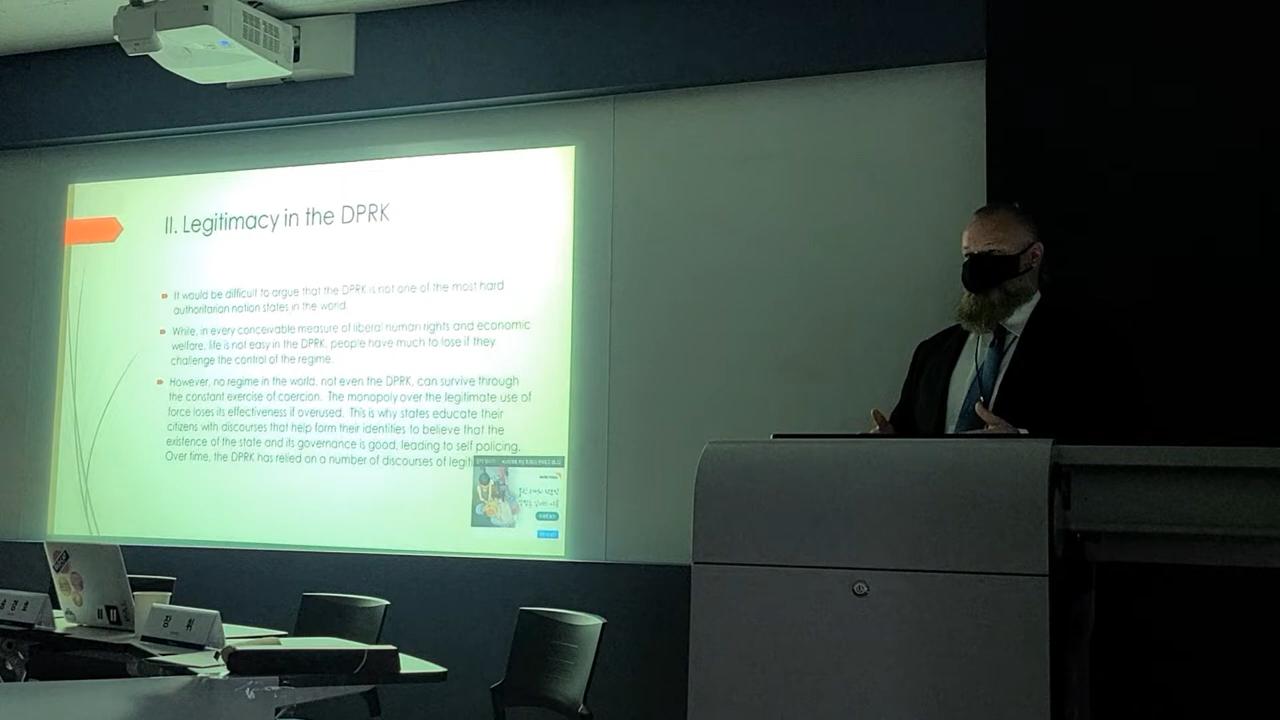 II. Legitimacy in the DPRK
It would be difficult to argue that the DPRK is not one of the most hard
authoritarian nation states in the world.
While, in every conceivable measure of liberal human rights and economic
welfare, life is not easy in the DPRK, people have much to lose if they
challenge the control of the regime.
However, no regime in the world, not even the DPRK, can survive through
the constant exercise of coercion. The monopoly over the legitimate use of
force loses its effectiveness if overused. This is why states educate their
citizens with discourses that help form their identities to believe that the
existence of the state and its governance is good, leading to self policing.
Over time, the DPRK has relied on a number of discourses of legit
장 휘